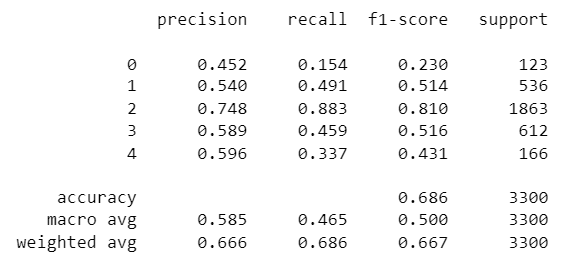 precision recall f1-score support
0 0.452 0.154 0.230 123
1 0.540 0.491 0.514 536
2 0.748 0.883 0.810 1863
3 0.589 0.459 0.516 612
4 0.596 0.337 0.431 166
accuracy 0.686 3300
macro avg 0.585 0.465 0.500 3300
weighted avg 0.666 0.686 0.667 3300